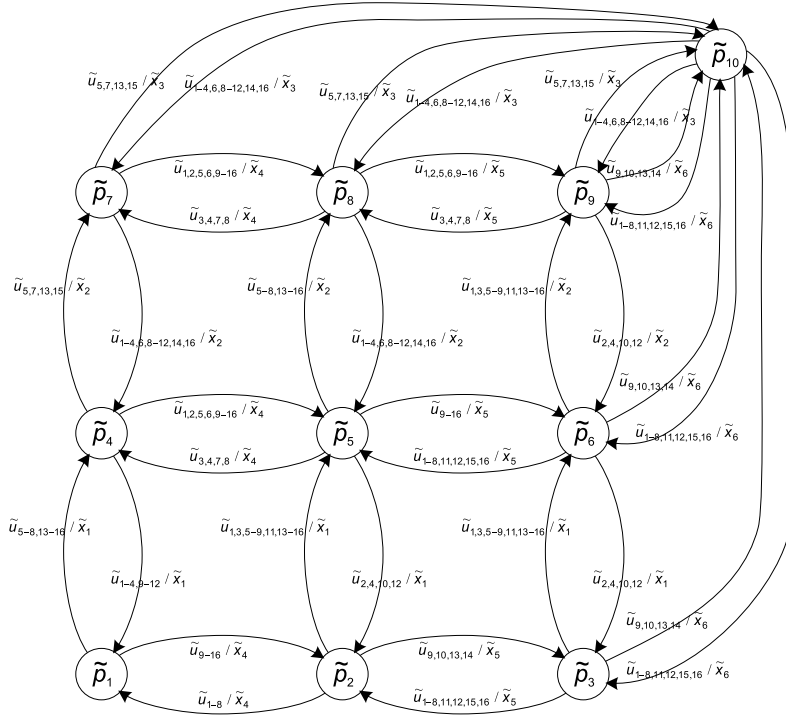 p̃₁₀
ũ₅,₇,₁₃,₁₅ / x̃₃
ũ₁₋₄,₆,₈₋₁₂,₁₄,₁₆ / x̃₃
ũ₅,₇,₁₃,₁₅ / x̃₃
ũ₁₋₄,₆,₈₋₁₂,₁₄,₁₆ / x̃₃
ũ₅,₇,₁₃,₁₅ / x̃₃
ũ₁₋₄,₆,₈₋₁₂,₁₄,₁₆ / x̃₃
ũ₁,₂,₅,₆,₉₋₁₆ / x̃₄
ũ₁,₂,₅,₆,₉₋₁₆ / x̃₅
ũ₉,₁₀,₁₃,₁₄ / x̃₆
p̃₇
p̃₈
p̃₉
ũ₃,₄,₇,₈ / x̃₄
ũ₃,₄,₇,₈ / x̃₅
ũ₁₋₈,₁₁,₁₂,₁₅,₁₆ / x̃₆
ũ₅,₇,₁₃,₁₅ / x̃₂
ũ₅₋₈,₁₃₋₁₆ / x̃₂
ũ₁,₃,₅₋₉,₁₁,₁₃₋₁₆ / x̃₂
ũ₁₋₄,₆,₈₋₁₂,₁₄,₁₆ / x̃₂
ũ₁₋₄,₆,₈₋₁₂,₁₄,₁₆ / x̃₂
ũ₂,₄,₁₀,₁₂ / x̃₂
ũ₉,₁₀,₁₃,₁₄ / x̃₆
ũ₁,₂,₅,₆,₉₋₁₆ / x̃₄
ũ₉₋₁₆ / x̃₅
p̃₄
p̃₅
p̃₆
ũ₁₋₈,₁₁,₁₂,₁₅,₁₆ / x̃₆
ũ₃,₄,₇,₈ / x̃₄
ũ₁₋₈,₁₁,₁₂,₁₅,₁₆ / x̃₅
ũ₅₋₈,₁₃₋₁₆ / x̃₁
ũ₁,₃,₅₋₉,₁₁,₁₃₋₁₆ / x̃₁
ũ₁,₃,₅₋₉,₁₁,₁₃₋₁₆ / x̃₁
ũ₁₋₄,₉₋₁₂ / x̃₁
ũ₂,₄,₁₀,₁₂ / x̃₁
ũ₂,₄,₁₀,₁₂ / x̃₁
ũ₉,₁₀,₁₃,₁₄ / x̃₆
ũ₉₋₁₆ / x̃₄
ũ₉,₁₀,₁₃,₁₄ / x̃₅
p̃₁
p̃₂
p̃₃
ũ₁₋₈,₁₁,₁₂,₁₅,₁₆ / x̃₆
ũ₁₋₈ / x̃₄
ũ₁₋₈,₁₁,₁₂,₁₅,₁₆ / x̃₅